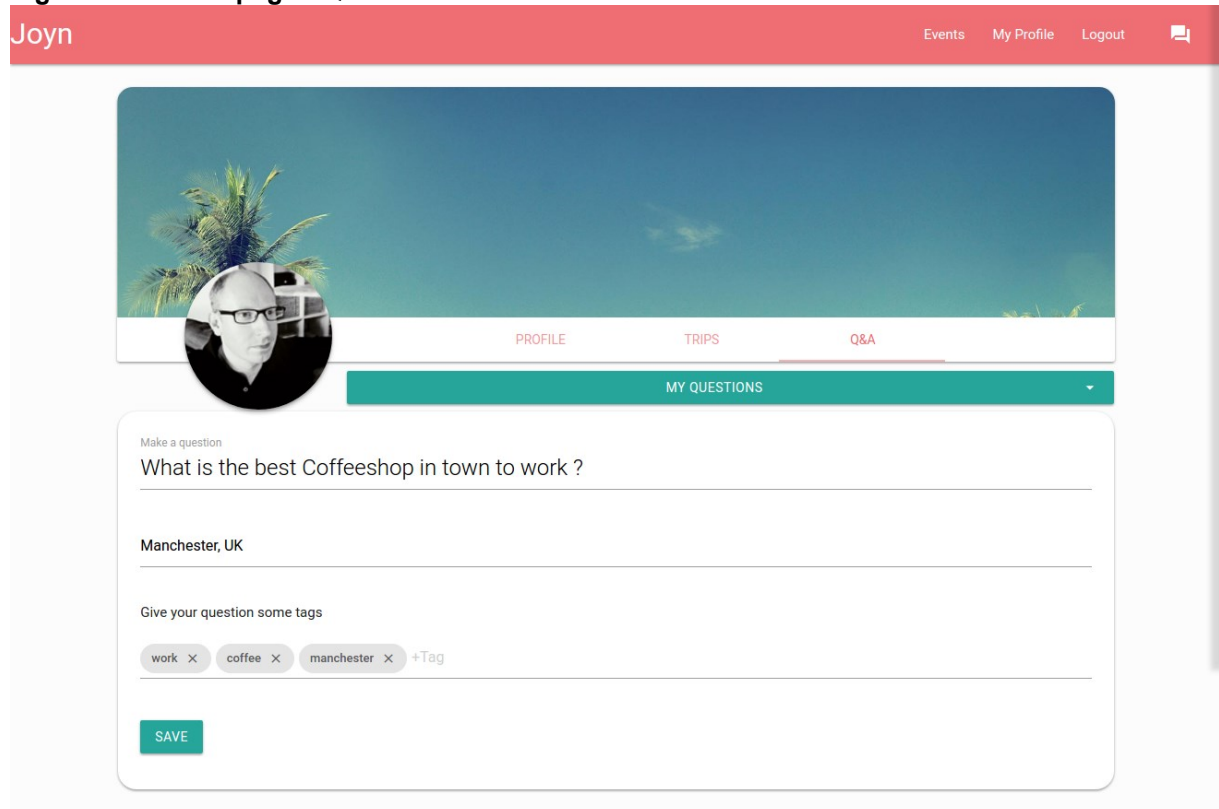 Joyn
Events My Profile Logout
PROFILE TRIPS Q&A
MY QUESTIONS
Make a question
What is the best Coffeeshop in town to work ?
Manchester, UK
Give your question some tags
work × coffee × manchester × +Tag
SAVE